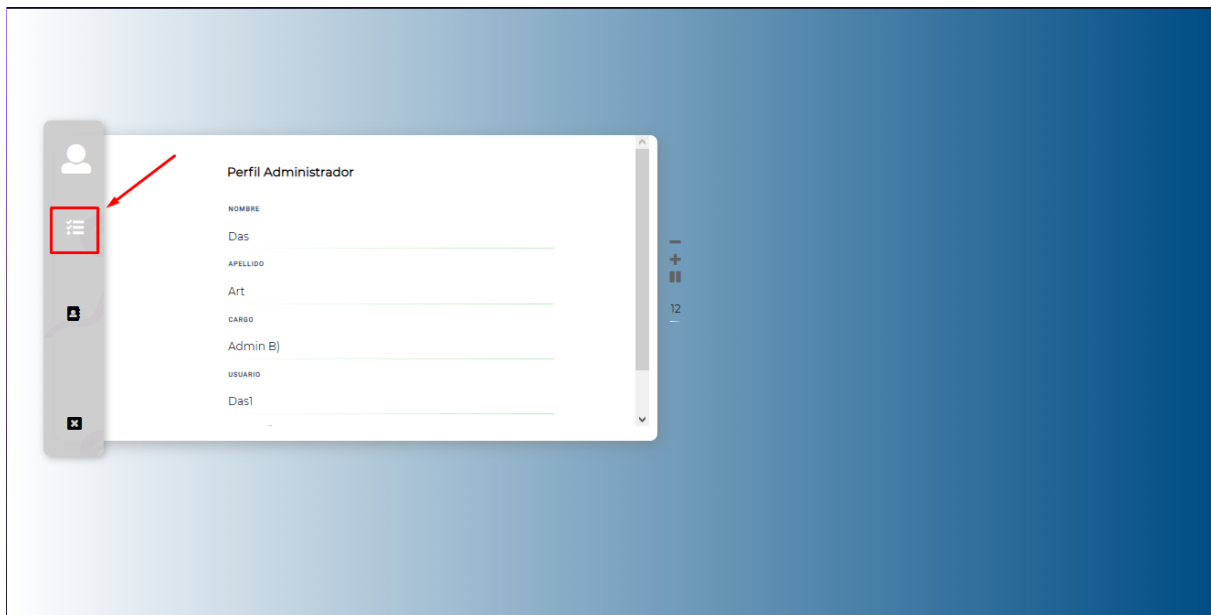 Perfil Administrador
NOMBRE
Das
APELLIDO
Art
CARGO
Admin B)
USUARIO
Das1
12